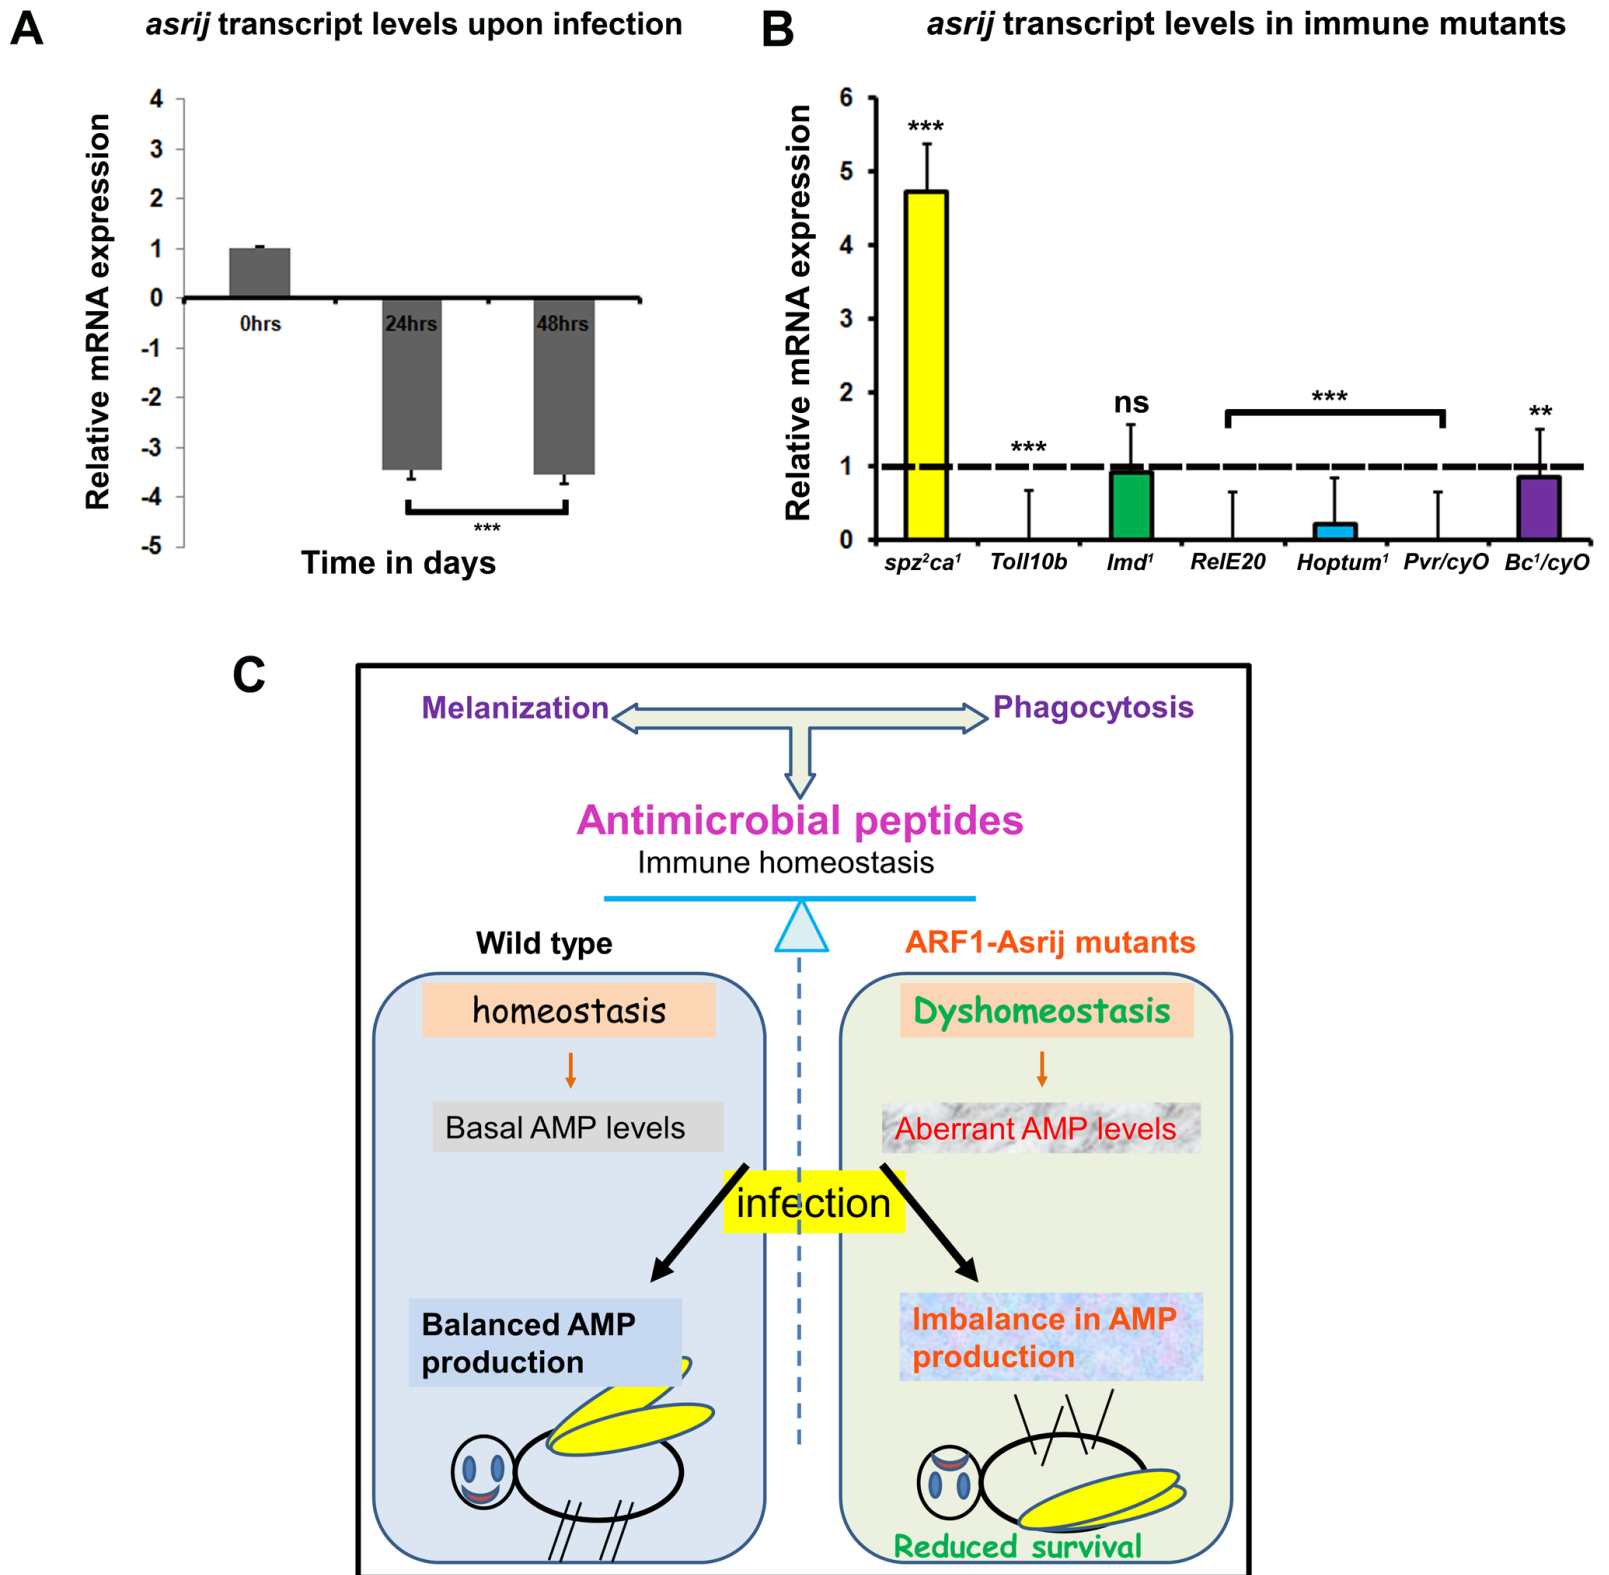 A
asrij transcript levels upon infection
Relative mRNA expression
4
3
2
1
0
-1
-2
-3
-4
-5
0hrs
24hrs
48hrs
***
Time in days
B
asrij transcript levels in immune mutants
Relative mRNA expression
6
5
4
3
2
1
0
***
***
ns
***
**
spz²ca¹
Toll10b
Imd¹
RelE20
Hoptum¹
Pvr/cyO
Bc¹/cyO
C
Melanization
Phagocytosis
Antimicrobial peptides
Immune homeostasis
Wild type
ARF1-Asrij mutants
homeostasis
Dyshomeostasis
Basal AMP levels
Aberrant AMP levels
infection
Balanced AMP
production
Imbalance in AMP
production
Reduced survival